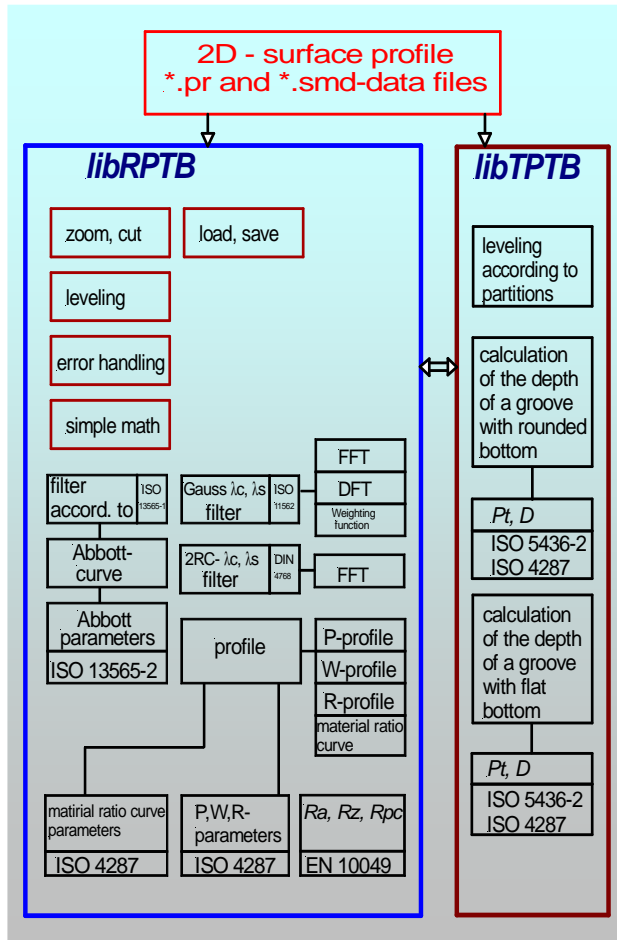 2D - surface profile
*.pr and *.smd-data files
libRPTB
zoom, cut
load, save
leveling
error handling
simple math
filter
accord. to
ISO
13565-1
Gauss λc, λs
filter
ISO
11562
FFT
DFT
Weighting
function
Abbott-
curve
2RC- λc, λs
filter
DIN
4768
FFT
Abbott
parameters
ISO 13565-2
profile
P-profile
W-profile
R-profile
material ratio
curve
matirial ratio curve
parameters
ISO 4287
P,W,R-
parameters
ISO 4287
Ra, Rz, Rpc
EN 10049
libTPTB
leveling
according to
partitions
calculation
of the depth
of a groove
with rounded
bottom
Pt, D
ISO 5436-2
ISO 4287
calculation
of the depth
of a groove
with flat
bottom
Pt, D
ISO 5436-2
ISO 4287